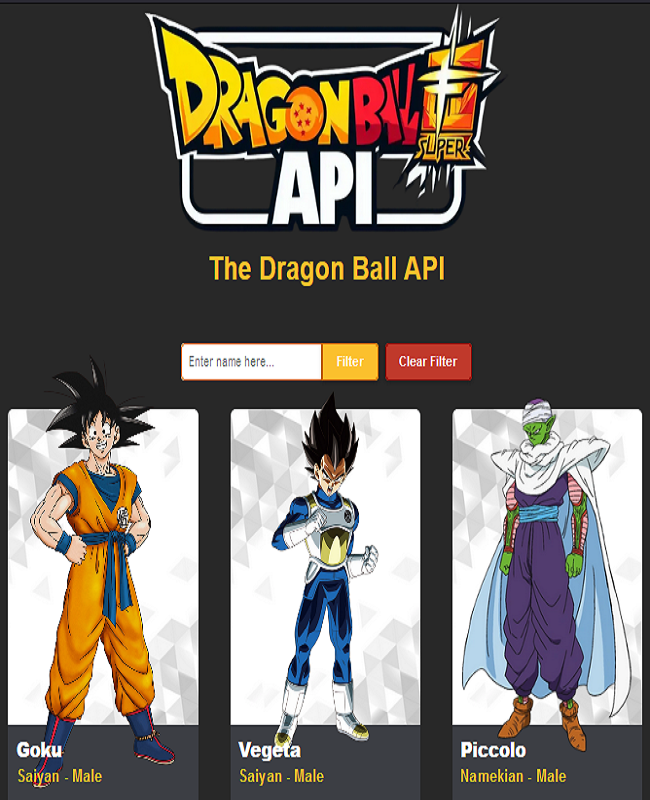 DRAGON BALL
SUPER
API
The Dragon Ball API
Enter name here...
Filter
Clear Filter
Goku
Saiyan - Male
Vegeta
Saiyan - Male
Piccolo
Namekian - Male